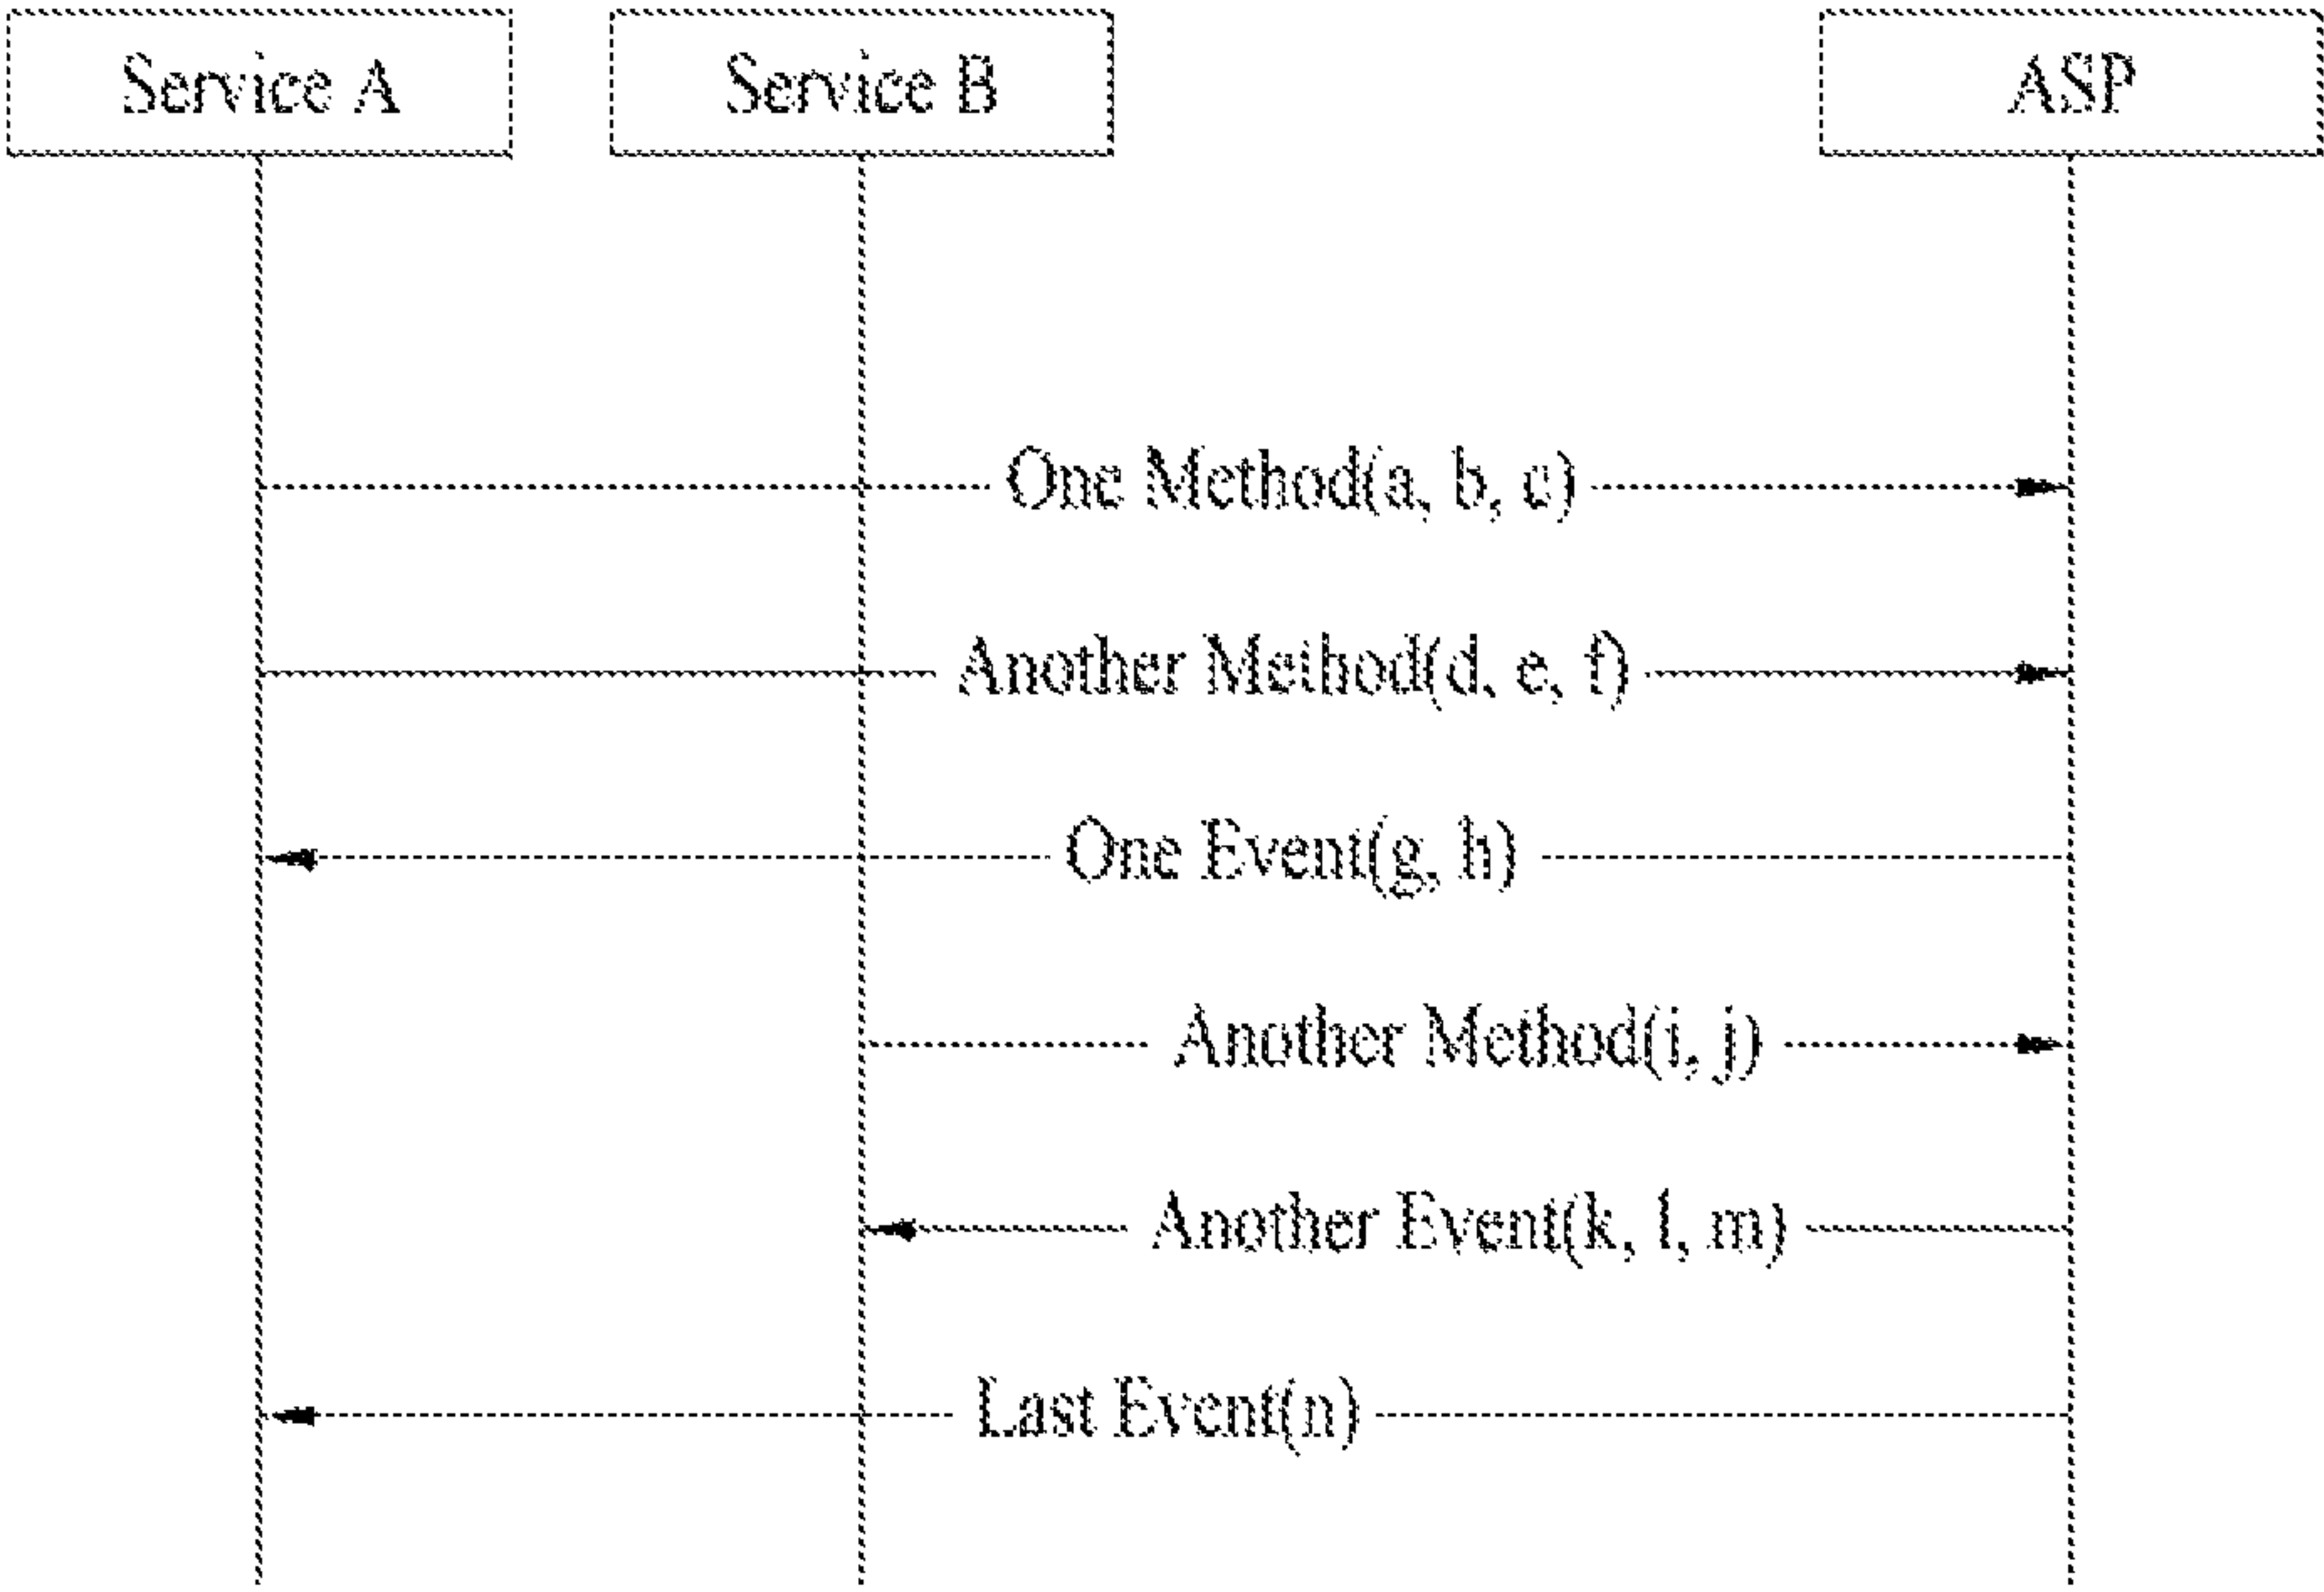 Service A
Service B
ASP
One Method(a, b, c)
Another Method(d, e, f)
One Event(g, h)
Another Method(i, j)
Another Event(k, l, m)
Last Event(n)